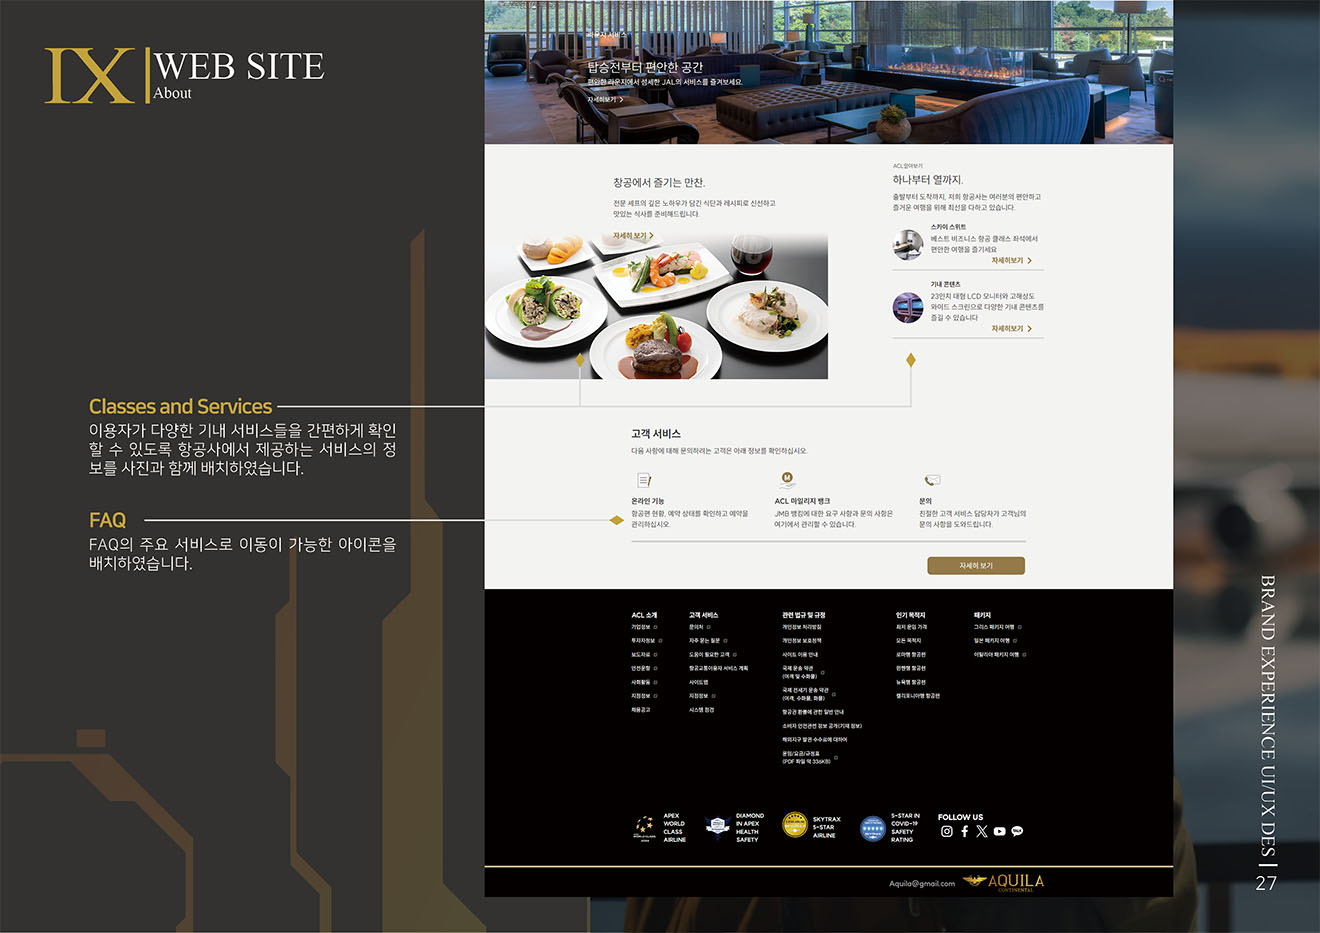 IX
WEB SITE
About
라운지 서비스
탑승전부터 편안한 공간
편안한 라운지에서 섬세한 JAL의 서비스를 즐겨보세요.
자세히보기
창공에서 즐기는 만찬.
전문 셰프의 깊은 노하우가 담긴 식단과 레시피로 신선하고
맛있는 식사를 준비해드립니다.
자세히 보기
ACL알아보기
하나부터 열까지.
출발부터 도착까지, 저희 항공사는 여러분의 편안하고
즐거운 여행을 위해 최선을 다하고 있습니다.
스카이 스위트
베스트 비즈니스 항공 클래스 좌석에서
편안한 여행을 즐기세요
자세히보기
기내 콘텐츠
23인치 대형 LCD 모니터와 고해상도
와이드 스크린으로 다양한 기내 콘텐츠를
즐길 수 있습니다
자세히보기
Classes and Services
이용자가 다양한 기내 서비스들을 간편하게 확인
할 수 있도록 항공사에서 제공하는 서비스의 정
보를 사진과 함께 배치하였습니다.
FAQ
FAQ의 주요 서비스로 이동이 가능한 아이콘을
배치하였습니다.
고객 서비스
다음 사항에 대해 문의하려는 고객은 아래 정보를 확인하십시오.
온라인 기능
항공편 현황, 예약 상태를 확인하고 예약을
관리하십시오.
ACL 마일리지 뱅크
JMB 뱅킹에 대한 요구 사항과 문의 사항은
여기에서 관리할 수 있습니다.
문의
친절한 고객 서비스 담당자가 고객님의
문의 사항을 도와드립니다.
자세히 보기
ACL 소개
기업정보
투자자정보
보도자료
안전운항
사회활동
지점정보
채용공고
고객 서비스
문의처
자주 묻는 질문
도움이 필요한 고객
항공교통이용자 서비스 계획
사이트맵
지점정보
시스템 점검
관련 법규 및 규정
개인정보 처리방침
개인정보 보호정책
사이트 이용 안내
국제 운송 약관
(여객 및 수화물)
국제 전세기 운송 약관
(여객, 수화물, 화물)
항공권 환불에 관한 일반 안내
소비자 안전관련 정보 공개(기재 정보)
해외지구 발권 수수료에 대하여
운임/요금/규정표
(PDF 파일 약 336KB)
인기 목적지
최저 운임 가격
모든 목적지
로마행 항공편
뮌헨행 항공편
뉴욕행 항공편
캘리포니아행 항공편
패키지
그리스 패키지 여행
일본 패키지 여행
이탈리아 패키지 여행
APEX
WORLD
CLASS
AIRLINE
DIAMOND
IN APEX
HEALTH
SAFETY
SKYTRAX
5-STAR
AIRLINE
5-STAR IN
COVID-19
SAFETY
RATING
FOLLOW US
Aquila@gmail.com
AQUILA
CONTINENTAL
BRAND EXPERIENCE UI/UX DES
27